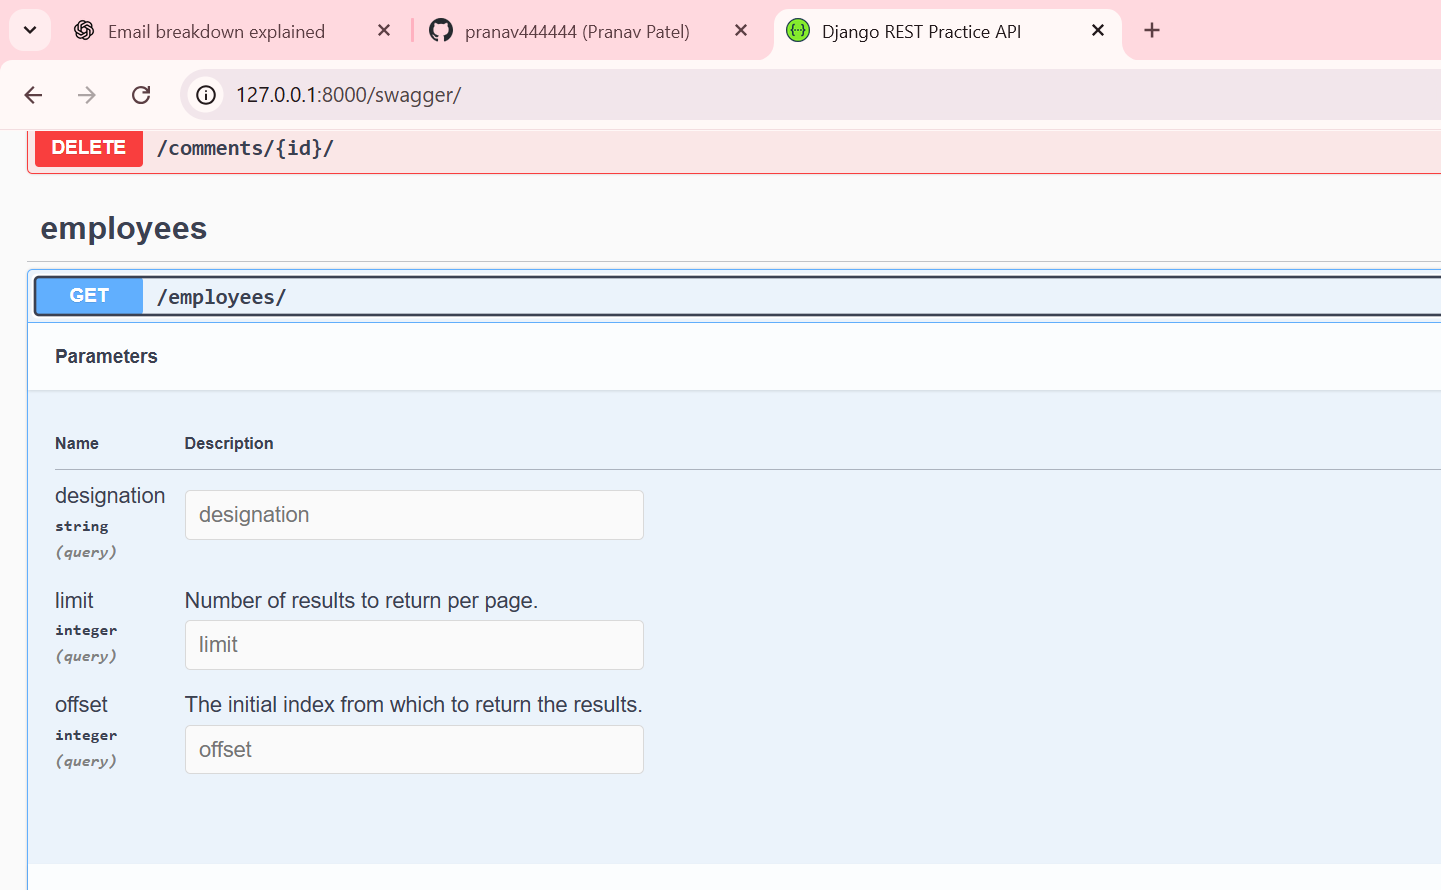 Email breakdown explained
pranav444444 (Pranav Patel)
Django REST Practice API
127.0.0.1:8000/swagger/
DELETE /comments/{id}/
employees
GET /employees/
Parameters
Name Description
designation
string
(query)
designation
limit
integer
(query)
Number of results to return per page.
limit
offset
integer
(query)
The initial index from which to return the results.
offset